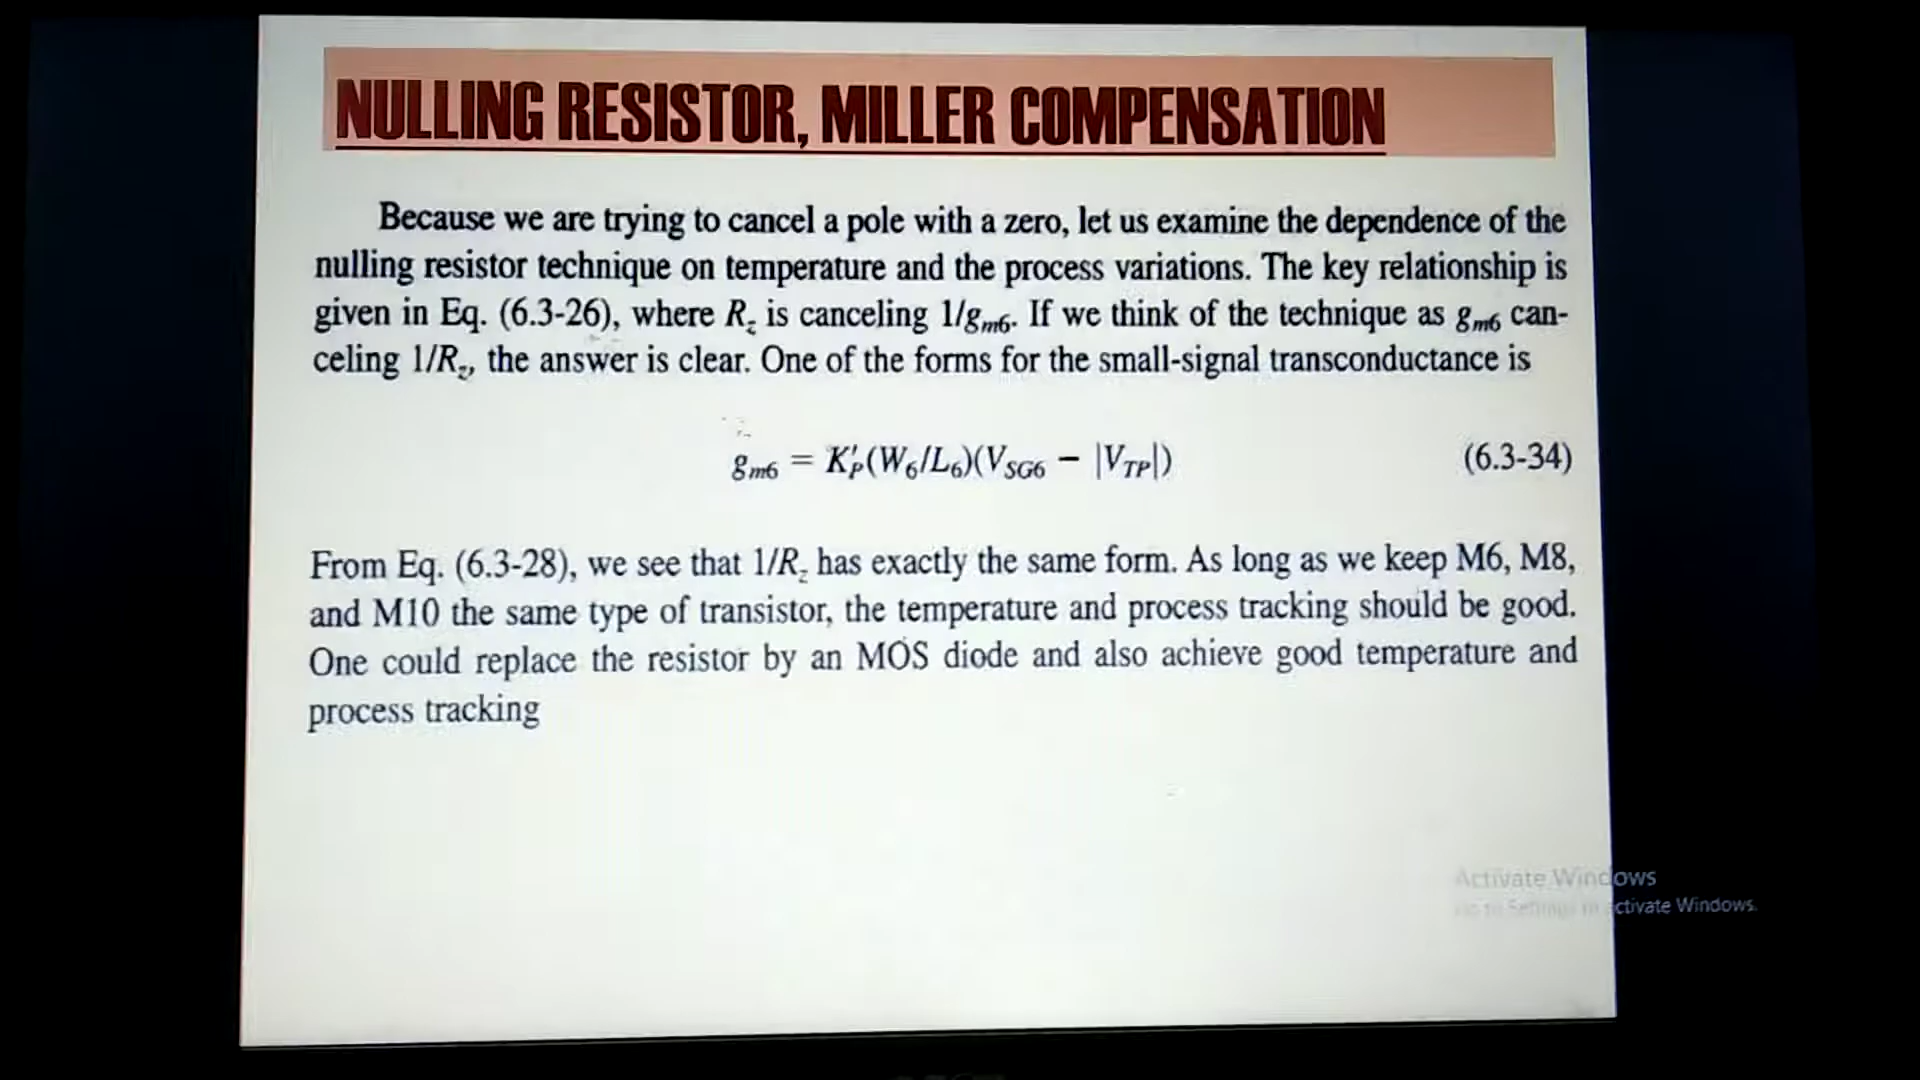 NULLING RESISTOR, MILLER COMPENSATION
Because we are trying to cancel a pole with a zero, let us examine the dependence of the
nulling resistor technique on temperature and the process variations. The key relationship is
given in Eq. (6.3-26), where R_z is canceling 1/g_m6. If we think of the technique as g_m6 can-
celing 1/R_z, the answer is clear. One of the forms for the small-signal transconductance is
g_m6 = K'_P(W_6/L_6)(V_SG6 − |V_TP|) (6.3-34)
From Eq. (6.3-28), we see that 1/R_z has exactly the same form. As long as we keep M6, M8,
and M10 the same type of transistor, the temperature and process tracking should be good.
One could replace the resistor by an MOS diode and also achieve good temperature and
process tracking
Activate Windows
Go to Settings to activate Windows.